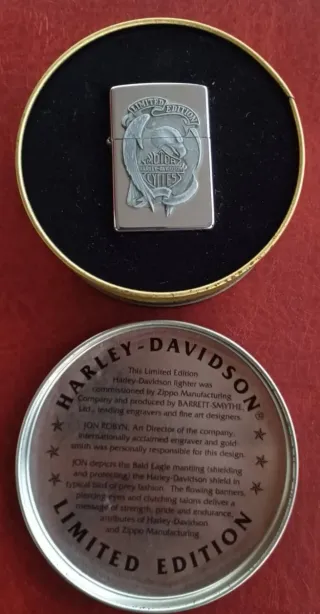 LIMITED EDITION
MOTOR
HARLEY-DAVIDSON
CYCLES
HARLEY-DAVIDSON®
This Limited Edition
Harley-Davidson lighter was
commissioned by Zippo Manufacturing
Company and produced by BARRETT-SMYTHE
Ltd., leading engravers and fine art designers.
JON ROBYN, Art Director of the company,
internationally acclaimed engraver and gold-
smith was personally responsible for this design.
JON depicts the Bald Eagle mantling (shielding
and protecting) the Harley-Davidson shield in
typical bird of prey fashion. The flowing banners,
piercing eyes and clutching talons deliver a
message of strength, pride and endurance,
attributes of Harley-Davidson
and Zippo Manufacturing.
LIMITED EDITION